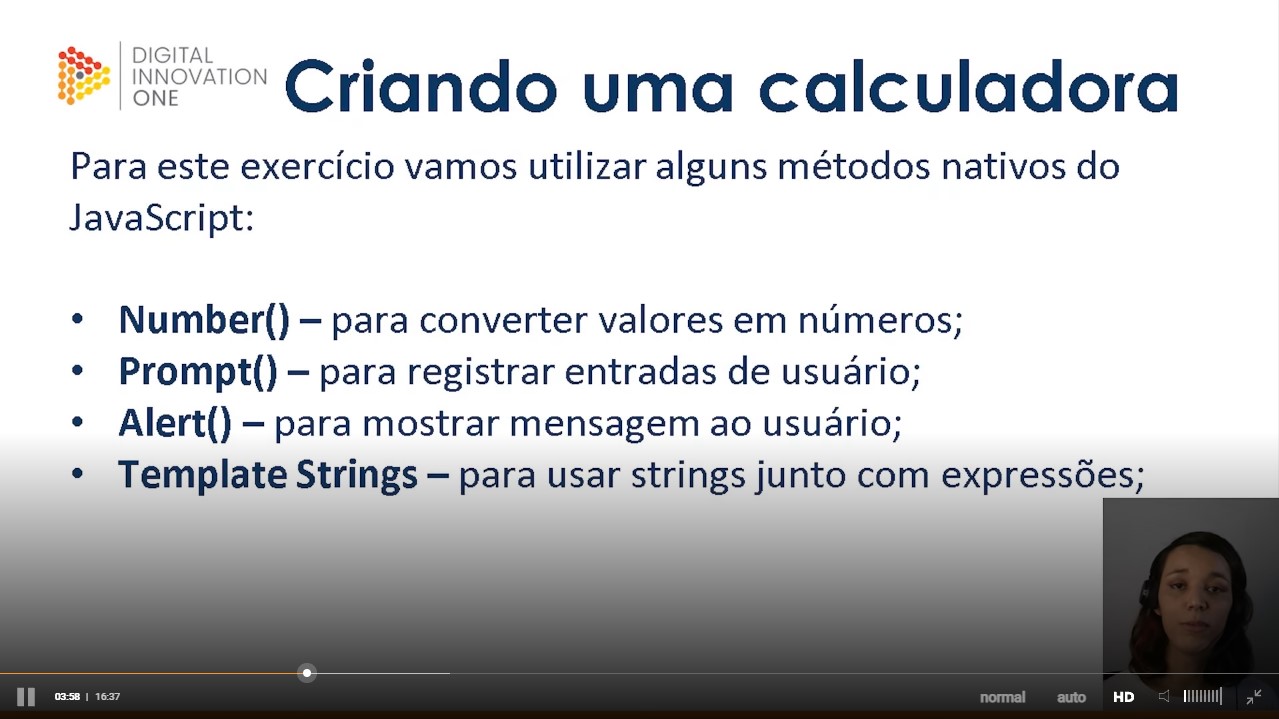 DIGITAL
INNOVATION
ONE
Criando uma calculadora
Para este exercício vamos utilizar alguns métodos nativos do
JavaScript:
• Number() – para converter valores em números;
• Prompt() – para registrar entradas de usuário;
• Alert() – para mostrar mensagem ao usuário;
• Template Strings – para usar strings junto com expressões;
03:58 | 16:37 normal auto HD